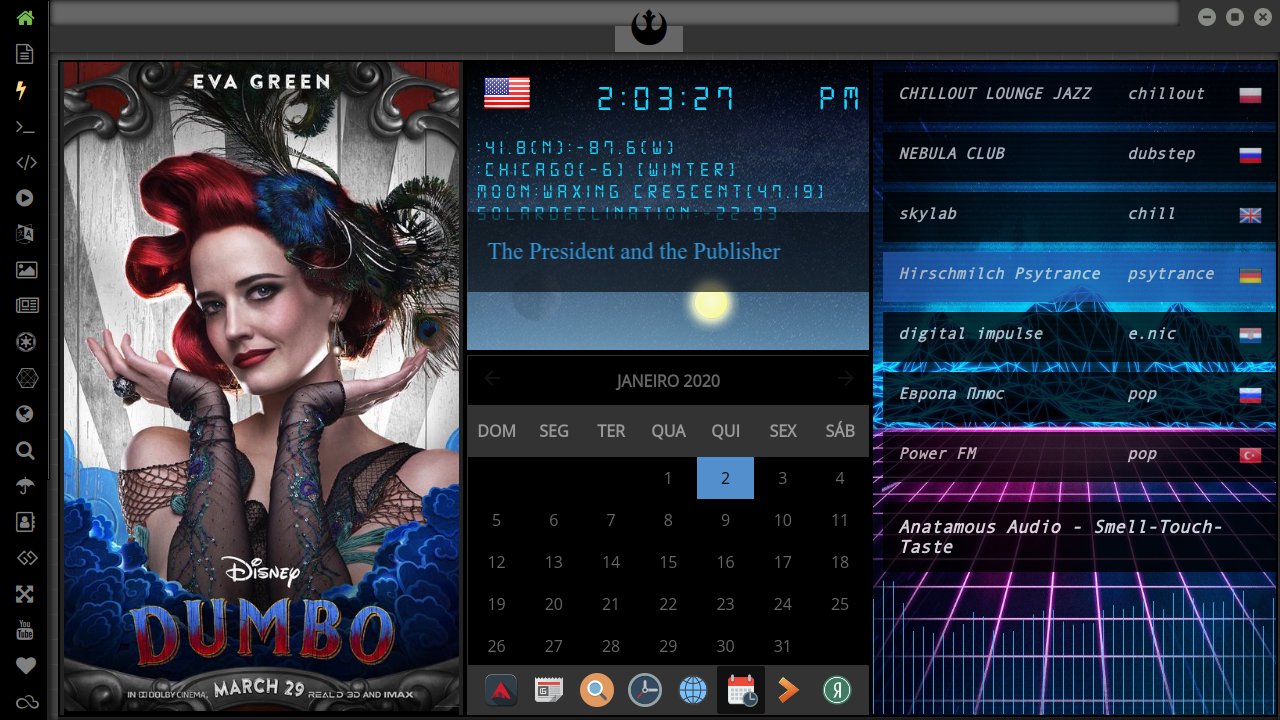 EVA GREEN
Disney
DUMBO
IN DOLBY CINEMA, MARCH 29 REAL D 3D AND IMAX
2:03:27 PM
:41.8(N):-87.6(W)
:CHICAGO(-6) (WINTER)
MOON:WAXING CRESCENT(47.19)
SOLARDECLINATION:-22.93
The President and the Publisher
JANEIRO 2020
DOM SEG TER QUA QUI SEX SÁB
1 2 3 4
5 6 7 8 9 10 11
12 13 14 15 16 17 18
19 20 21 22 23 24 25
26 27 28 29 30 31
Я
CHILLOUT LOUNGE JAZZ chillout
NEBULA CLUB dubstep
skylab chill
Hirschmilch Psytrance psytrance
digital impulse e.nic
Европа Плюс pop
Power FM pop
Anatamous Audio - Smell-Touch-
Taste
You
Tube